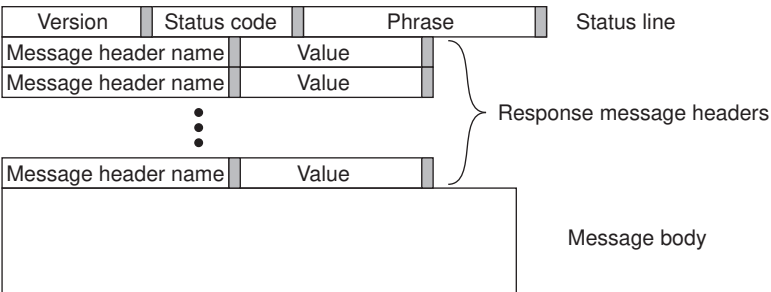 Version Status code Phrase Status line
Message header name Value
Message header name Value
Response message headers
Message header name Value
Message body